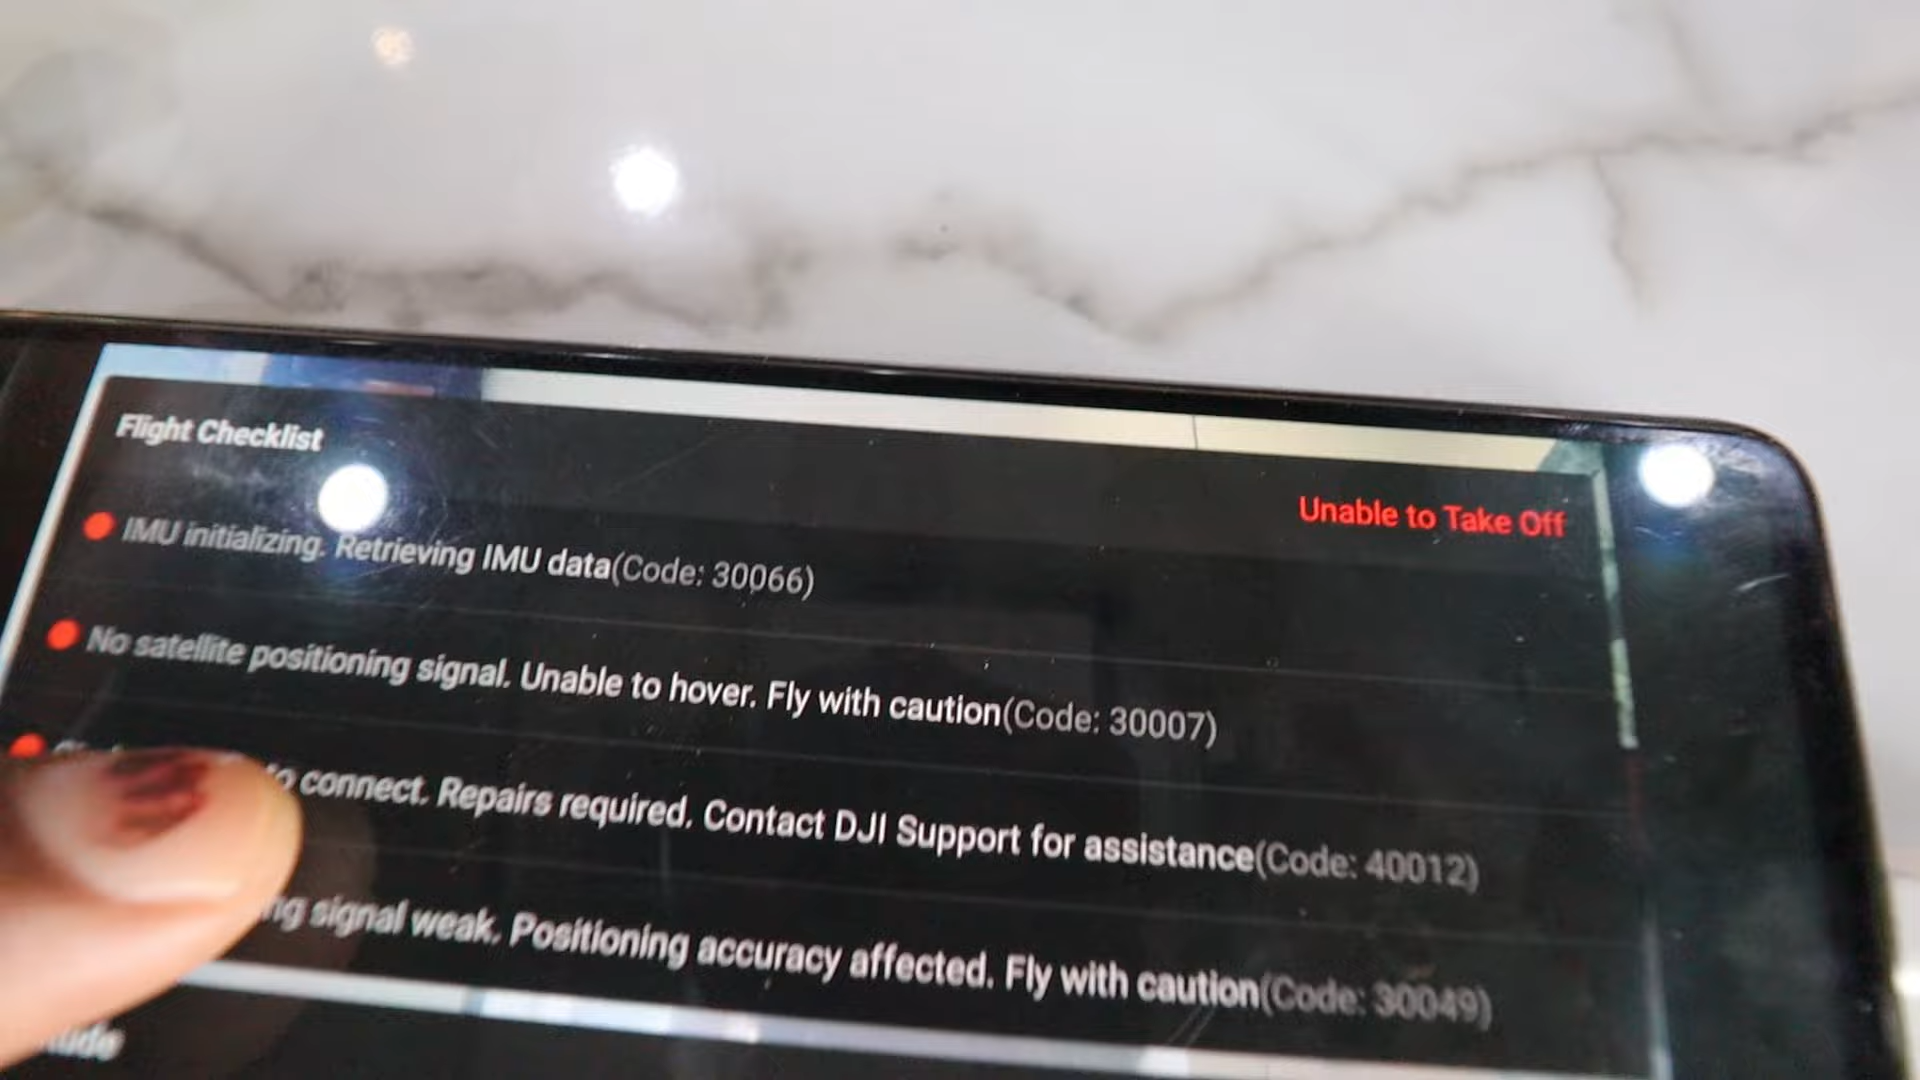 Flight Checklist
Unable to Take Off
IMU initializing. Retrieving IMU data(Code: 30066)
No satellite positioning signal. Unable to hover. Fly with caution(Code: 30007)
to connect. Repairs required. Contact DJI Support for assistance(Code: 40012)
signal weak. Positioning accuracy affected. Fly with caution(Code: 30049)